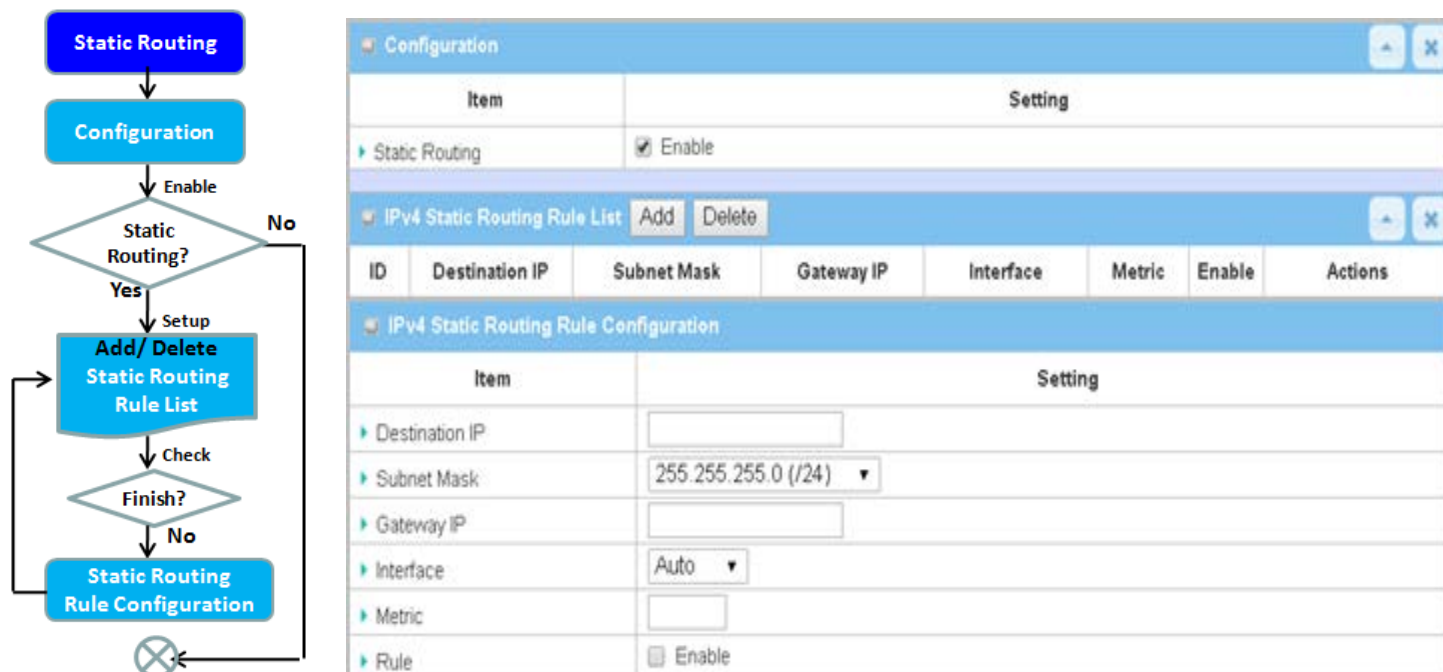 Static Routing
Configuration
Enable
Static
Routing?
No
Yes
Setup
Add/ Delete
Static Routing
Rule List
Check
Finish?
No
Static Routing
Rule Configuration
Configuration
Item Setting
Static Routing Enable
IPv4 Static Routing Rule List Add Delete
ID Destination IP Subnet Mask Gateway IP Interface Metric Enable Actions
IPv4 Static Routing Rule Configuration
Item Setting
Destination IP
Subnet Mask 255.255.255.0 (/24)
Gateway IP
Interface Auto
Metric
Rule Enable